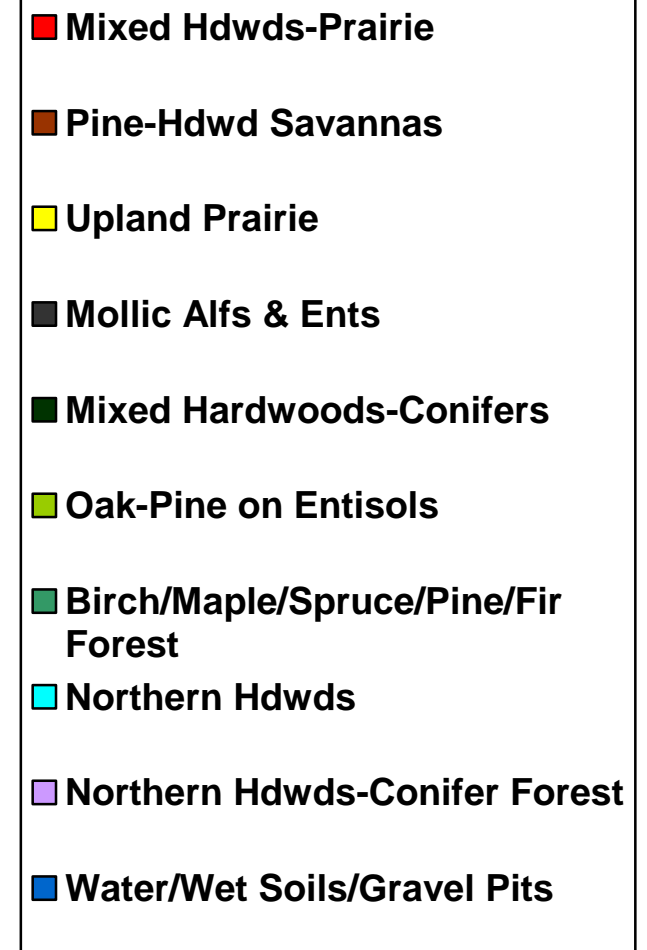 Mixed Hdwds-Prairie
Pine-Hdwd Savannas
Upland Prairie
Mollic Alfs & Ents
Mixed Hardwoods-Conifers
Oak-Pine on Entisols
Birch/Maple/Spruce/Pine/Fir
Forest
Northern Hdwds
Northern Hdwds-Conifer Forest
Water/Wet Soils/Gravel Pits